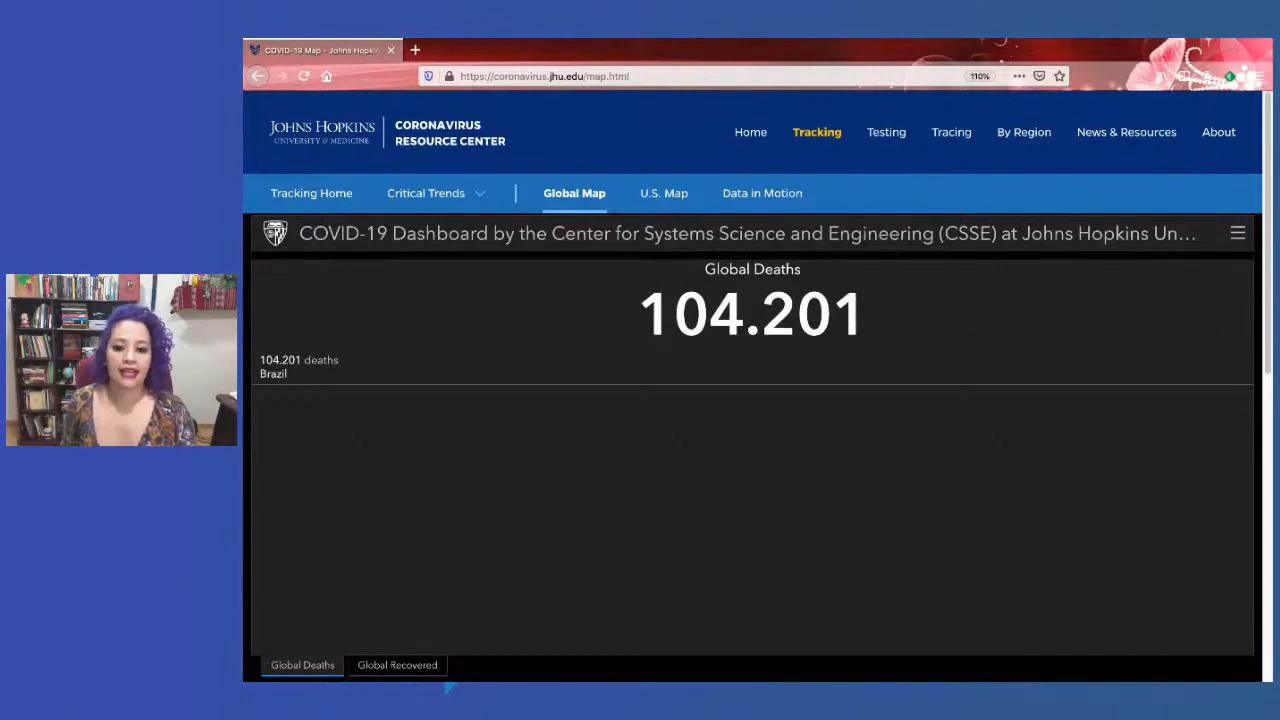 COVID-19 Map - Johns Hopkin
https://coronavirus.jhu.edu/map.html
110%
JOHNS HOPKINS
UNIVERSITY & MEDICINE
CORONAVIRUS
RESOURCE CENTER
Home Tracking Testing Tracing By Region News & Resources About
Tracking Home Critical Trends Global Map U.S. Map Data in Motion
COVID-19 Dashboard by the Center for Systems Science and Engineering (CSSE) at Johns Hopkins Un...
Global Deaths
104.201
104.201 deaths
Brazil
Global Deaths Global Recovered